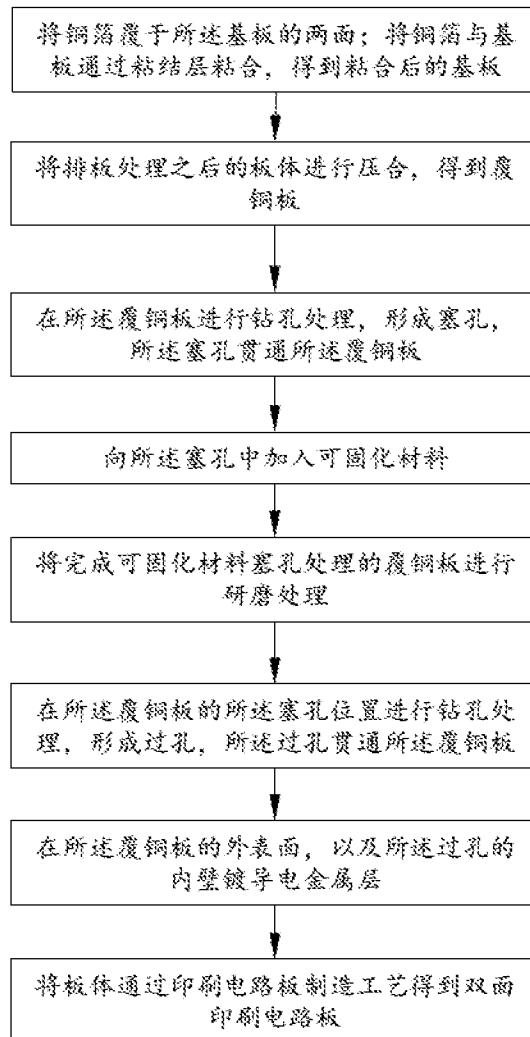 将铜箔覆于所述基板的两面；将铜箔与基
板通过粘结层粘合，得到粘合后的基板
将排板处理之后的板体进行压合，得到覆
铜板
在所述覆铜板进行钻孔处理，形成塞孔，
所述塞孔贯通所述覆铜板
向所述塞孔中加入可固化材料
将完成可固化材料塞孔处理的覆铜板进行
研磨处理
在所述覆铜板的所述塞孔位置进行钻孔处
理，形成过孔，所述过孔贯通所述覆铜板
在所述覆铜板的外表面，以及所述过孔的
内壁镀导电金属层
将板体通过印刷电路板制造工艺得到双面
印刷电路板